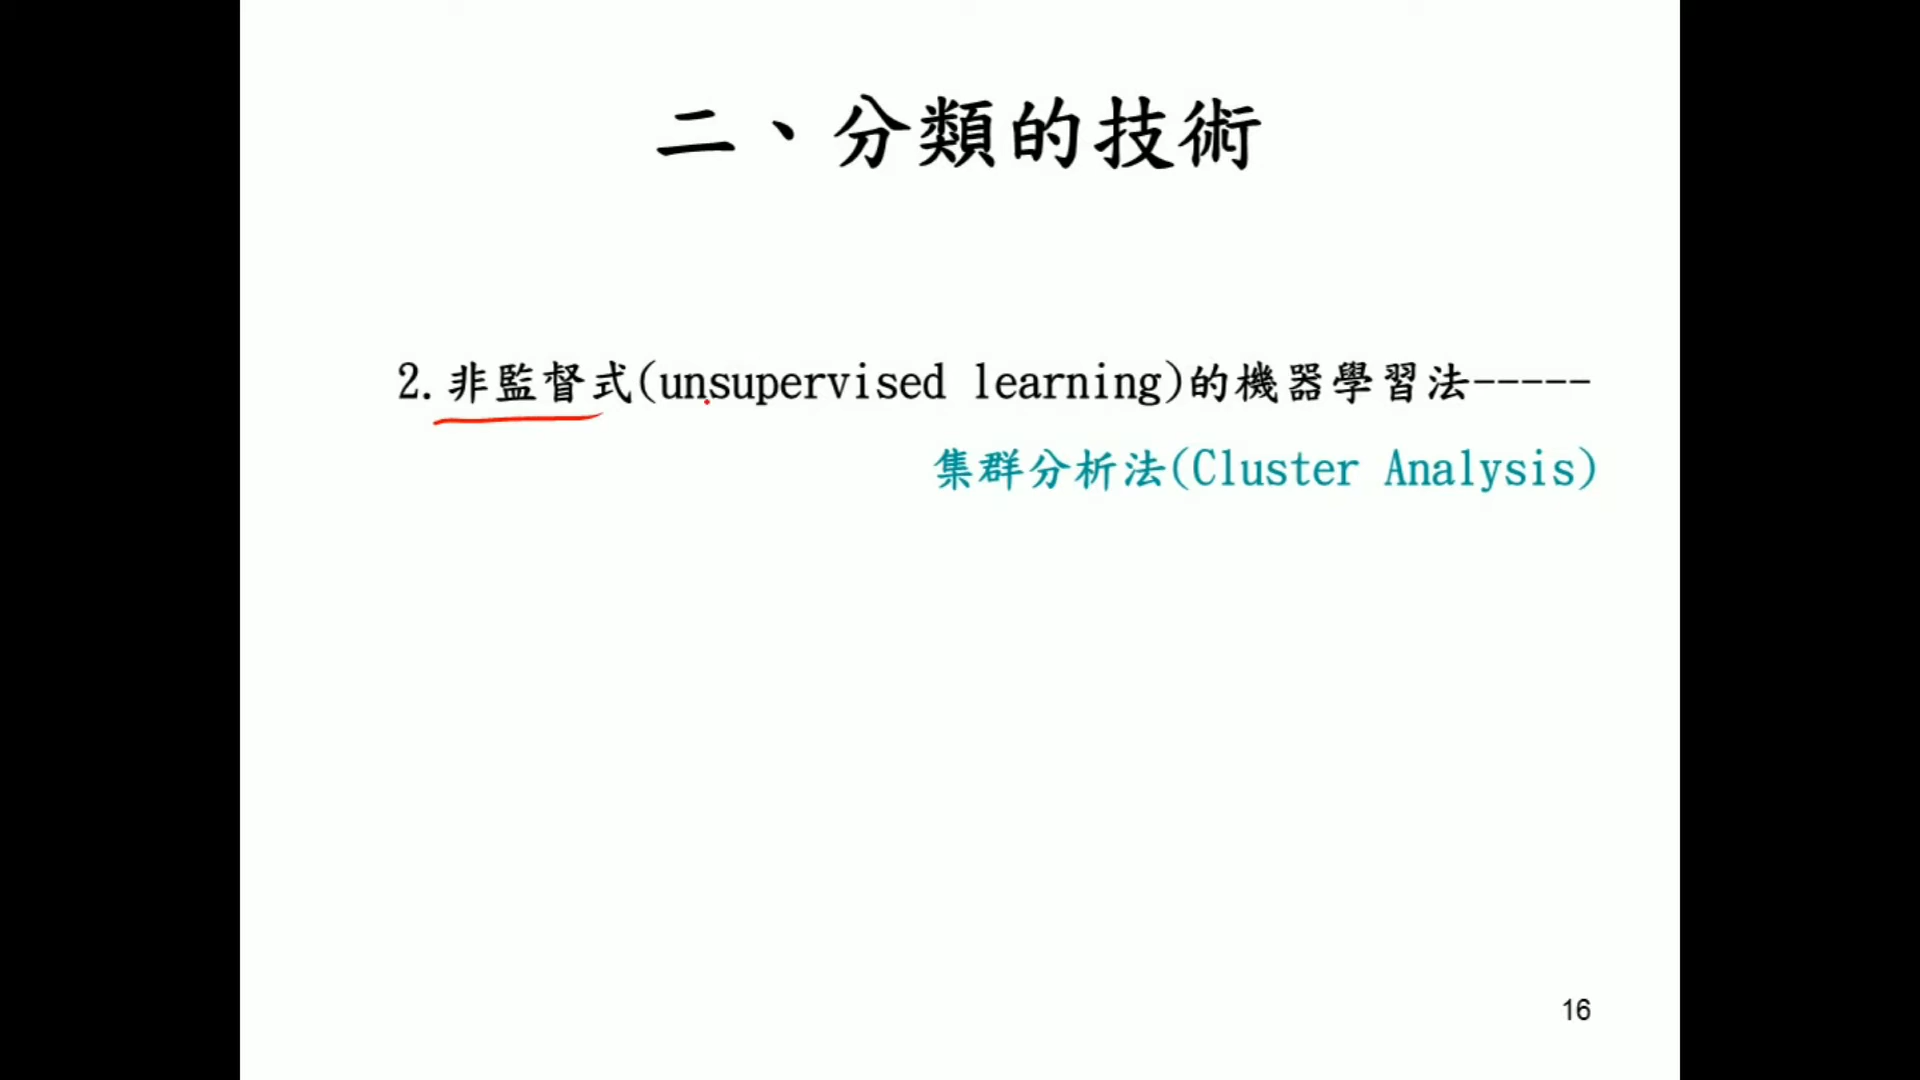 二、分類的技術
2.非監督式(unsupervised learning)的機器學習法-----
集群分析法(Cluster Analysis)
16